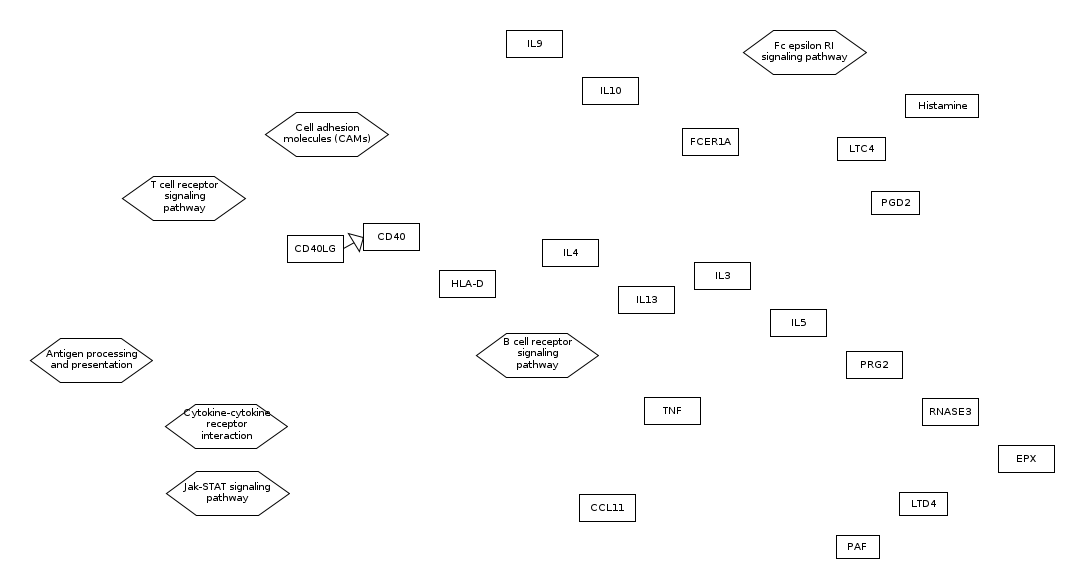 IL9
Fc epsilon RI
signaling pathway
IL10
Histamine
Cell adhesion
molecules (CAMs)
FCER1A
LTC4
T cell receptor
signaling
pathway
PGD2
CD40LG
CD40
IL4
HLA-D
IL13
IL3
IL5
Antigen processing
and presentation
B cell receptor
signaling
pathway
PRG2
TNF
RNASE3
Cytokine-cytokine
receptor
interaction
EPX
Jak-STAT signaling
pathway
CCL11
LTD4
PAF